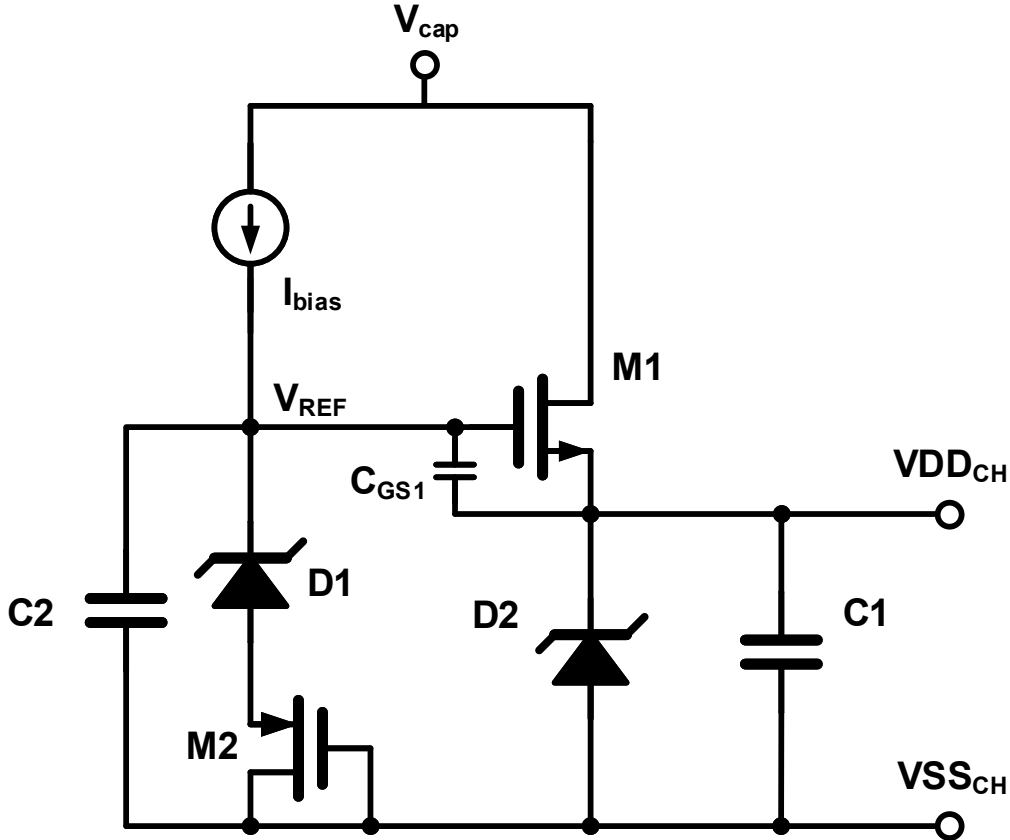 Vcap
Ibias
M1
VREF
VDDCH
CGS1
D1
C2
D2
C1
M2
VSSCH